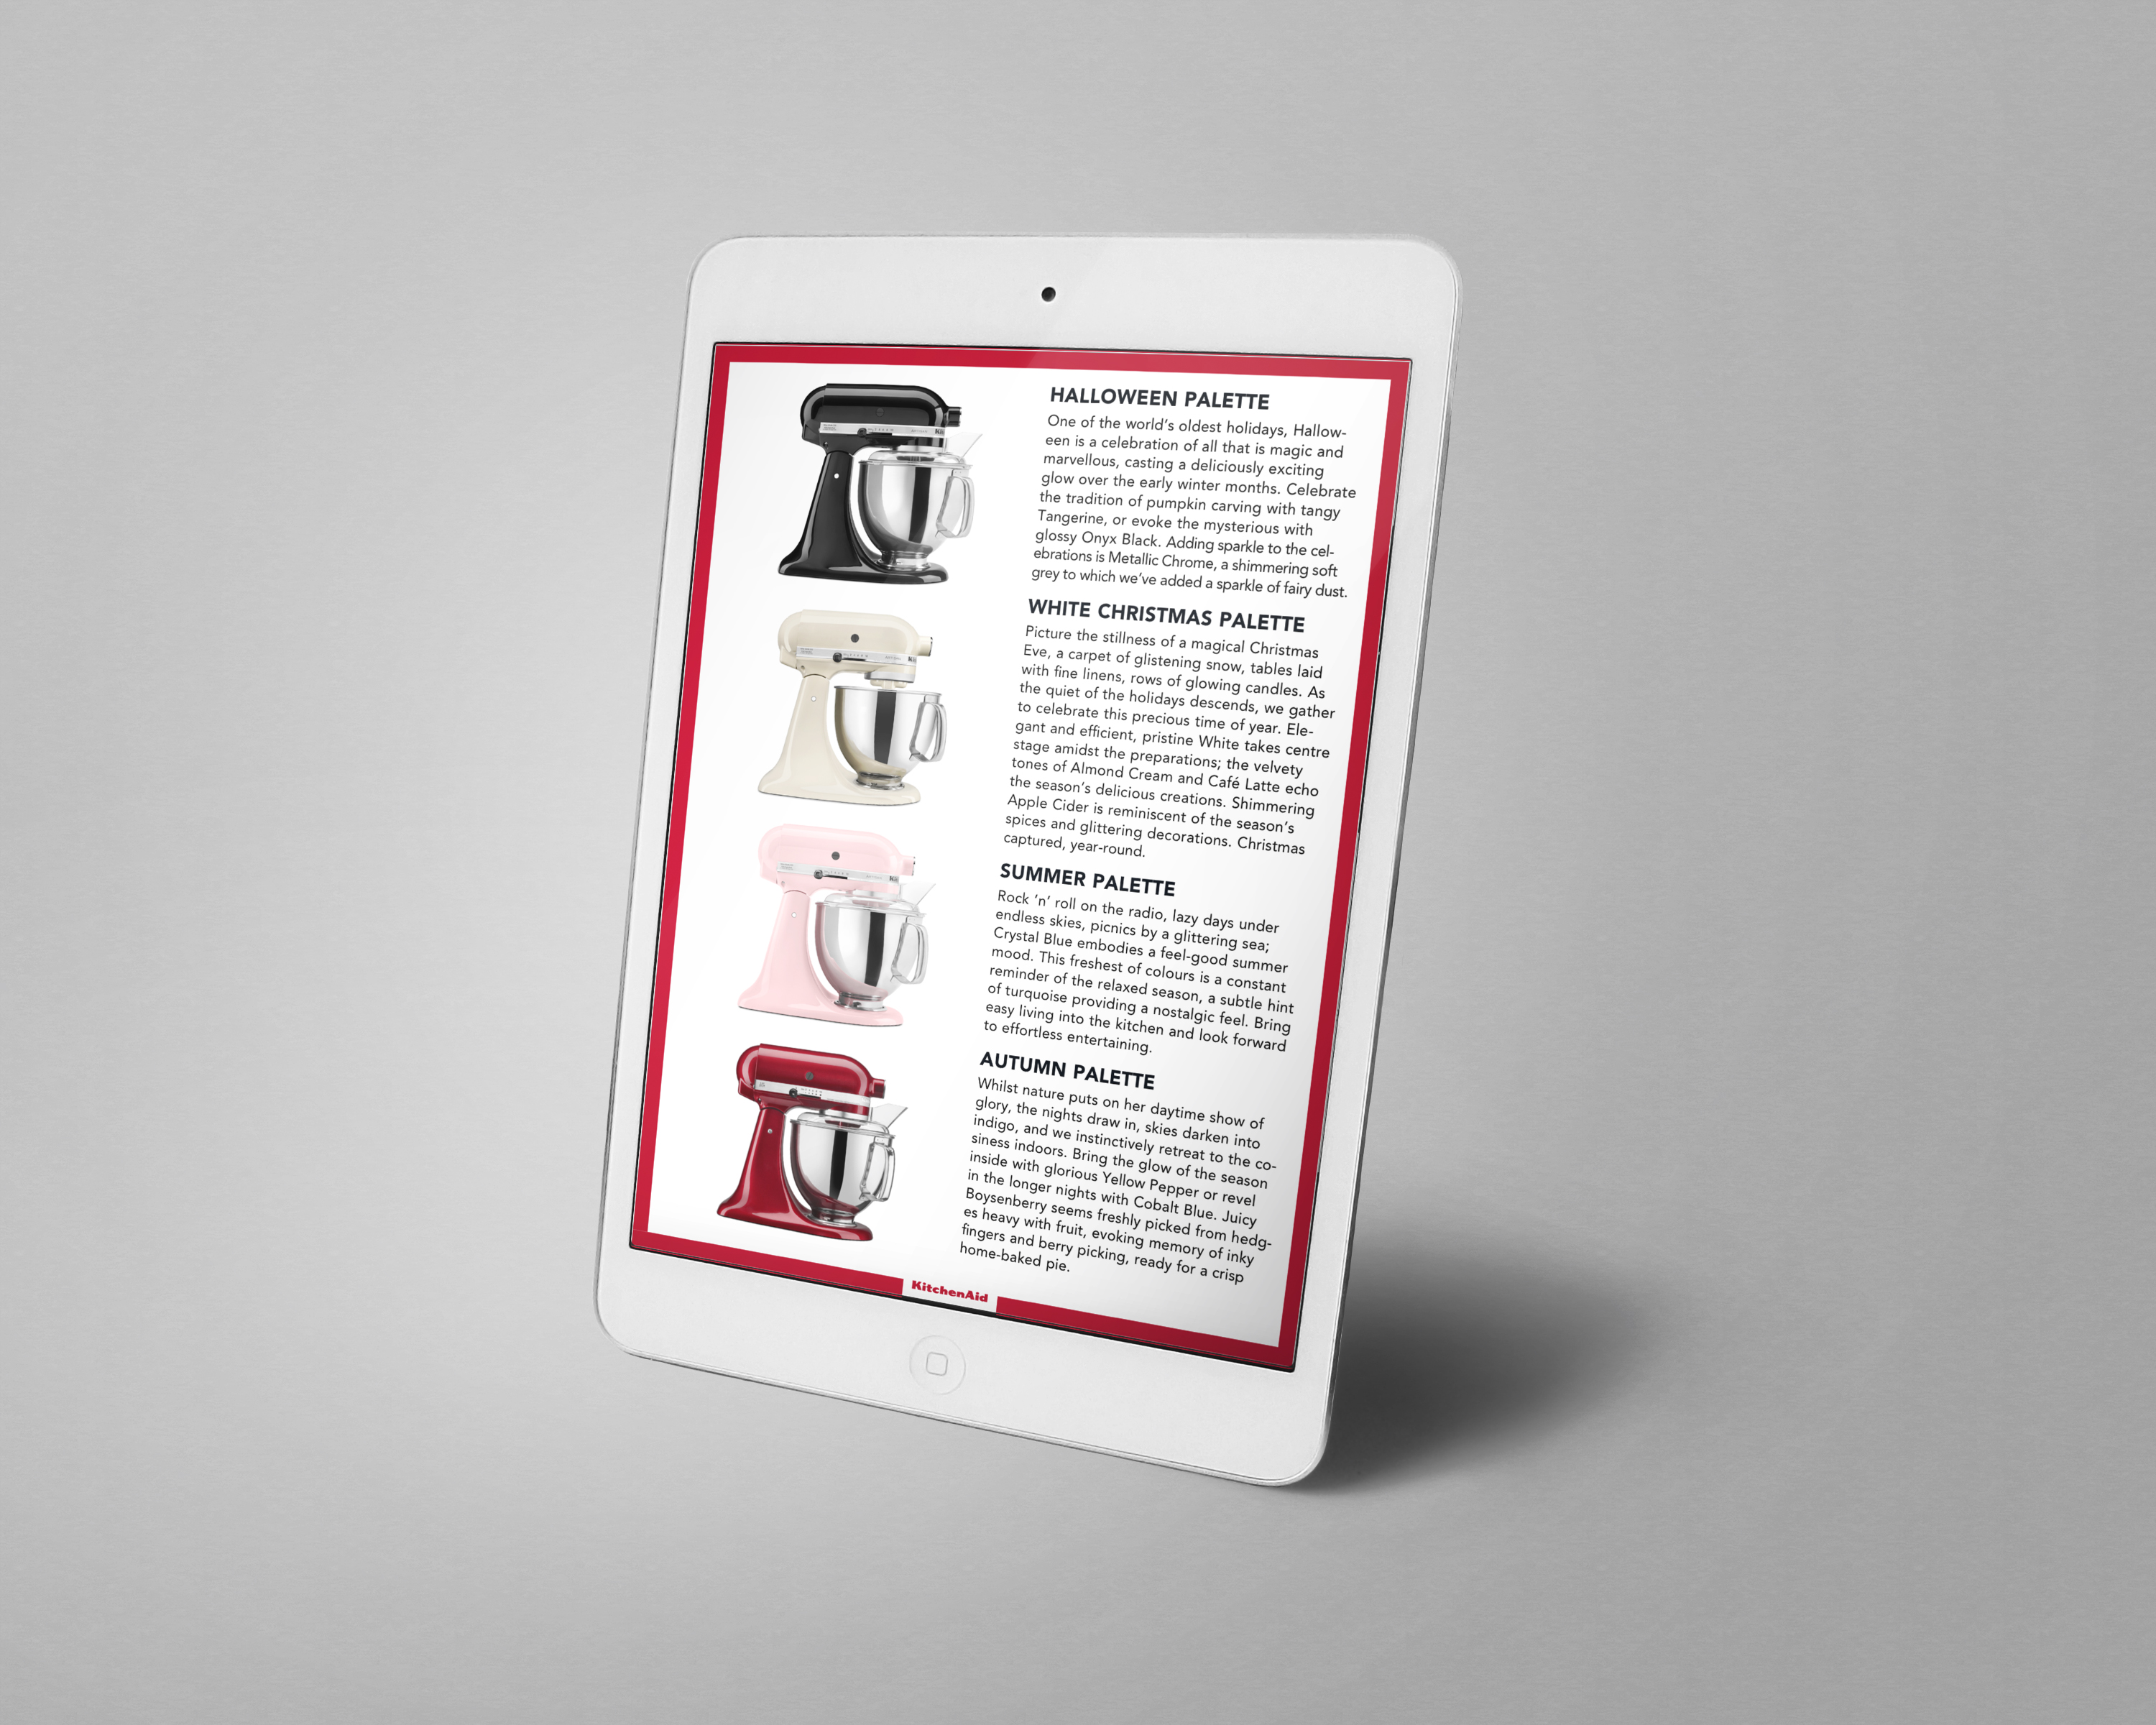 HALLOWEEN PALETTE
One of the world's oldest holidays, Hallow-
een is a celebration of all that is magic and
marvellous, casting a deliciously exciting
glow over the early winter months. Celebrate
the tradition of pumpkin carving with tangy
Tangerine, or evoke the mysterious with
glossy Onyx Black. Adding sparkle to the cel-
ebrations is Metallic Chrome, a shimmering soft
grey to which we've added a sparkle of fairy dust.
WHITE CHRISTMAS PALETTE
Picture the stillness of a magical Christmas
Eve, a carpet of glistening snow, tables laid
with fine linens, rows of glowing candles. As
the quiet of the holidays descends, we gather
to celebrate this precious time of year. Ele-
gant and efficient, pristine White takes centre
stage amidst the preparations; the velvety
tones of Almond Cream and Café Latte echo
the season's delicious creations. Shimmering
Apple Cider is reminiscent of the season's
spices and glittering decorations. Christmas
captured, year-round.
SUMMER PALETTE
Rock 'n' roll on the radio, lazy days under
endless skies, picnics by a glittering sea;
Crystal Blue embodies a feel-good summer
mood. This freshest of colours is a constant
reminder of the relaxed season, a subtle hint
of turquoise providing a nostalgic feel. Bring
easy living into the kitchen and look forward
to effortless entertaining.
AUTUMN PALETTE
Whilst nature puts on her daytime show of
glory, the nights draw in, skies darken into
indigo, and we instinctively retreat to the co-
siness indoors. Bring the glow of the season
inside with glorious Yellow Pepper or revel
in the longer nights with Cobalt Blue. Juicy
Boysenberry seems freshly picked from hedg-
es heavy with fruit, evoking memory of inky
fingers and berry picking, ready for a crisp
home-baked pie.
KitchenAid